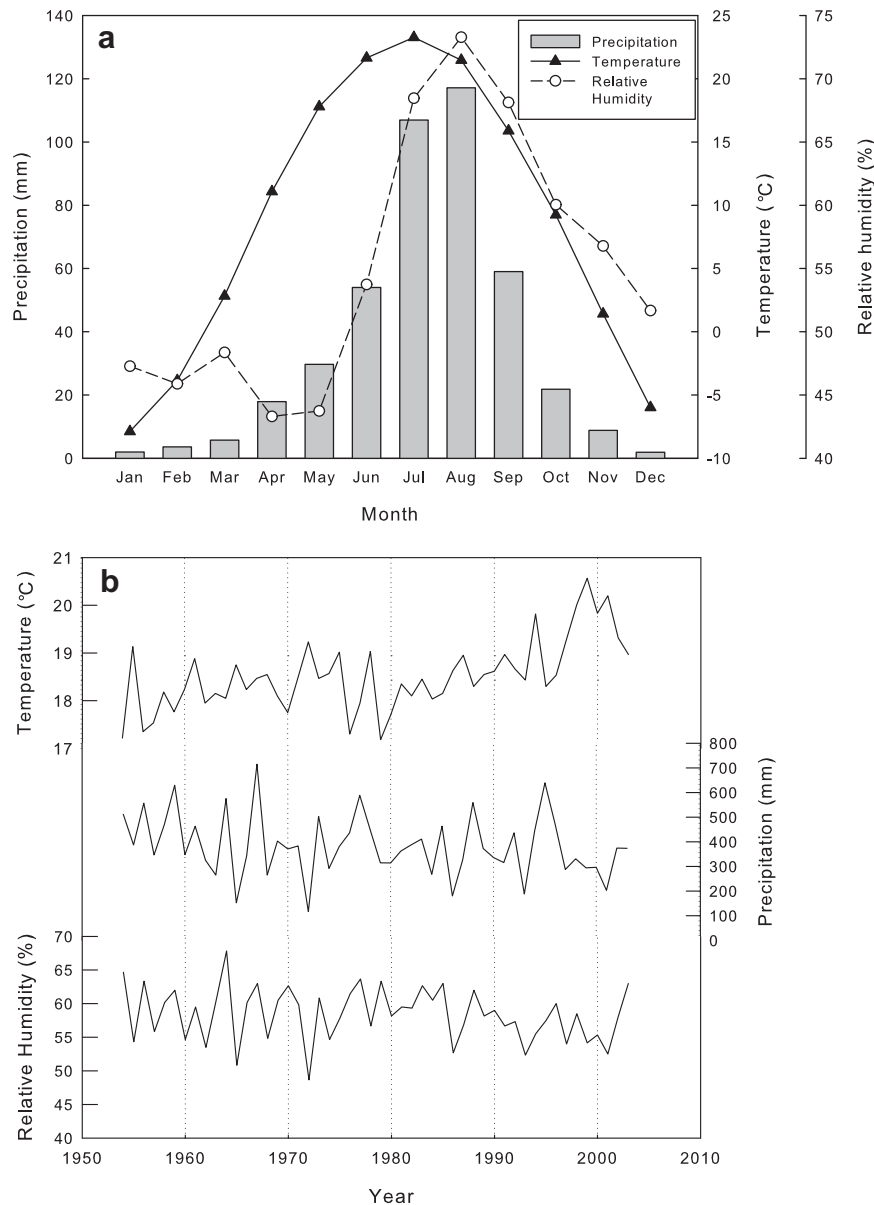 a
Precipitation
Temperature
Relative
Humidity
140
120
100
80
60
40
20
0
Precipitation (mm)
25
20
15
10
5
0
-5
-10
Temperature (°C)
75
70
65
60
55
50
45
40
Relative humidity (%)
Jan Feb Mar Apr May Jun Jul Aug Sep Oct Nov Dec
Month
b
21
20
19
18
17
Temperature (°C)
800
700
600
500
400
300
200
100
0
Precipitation (mm)
70
65
60
55
50
45
40
Relative Humidity (%)
1950 1960 1970 1980 1990 2000 2010
Year